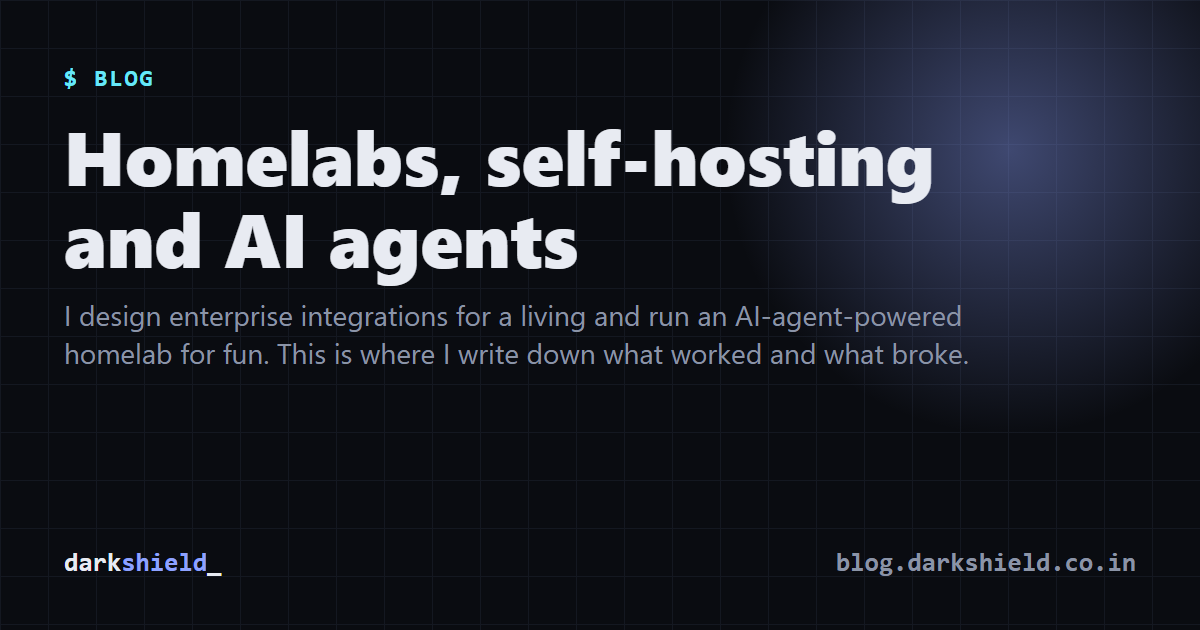 $ BLOG
Homelabs, self-hosting
and AI agents
I design enterprise integrations for a living and run an AI-agent-powered
homelab for fun. This is where I write down what worked and what broke.
darkshield_
blog.darkshield.co.in